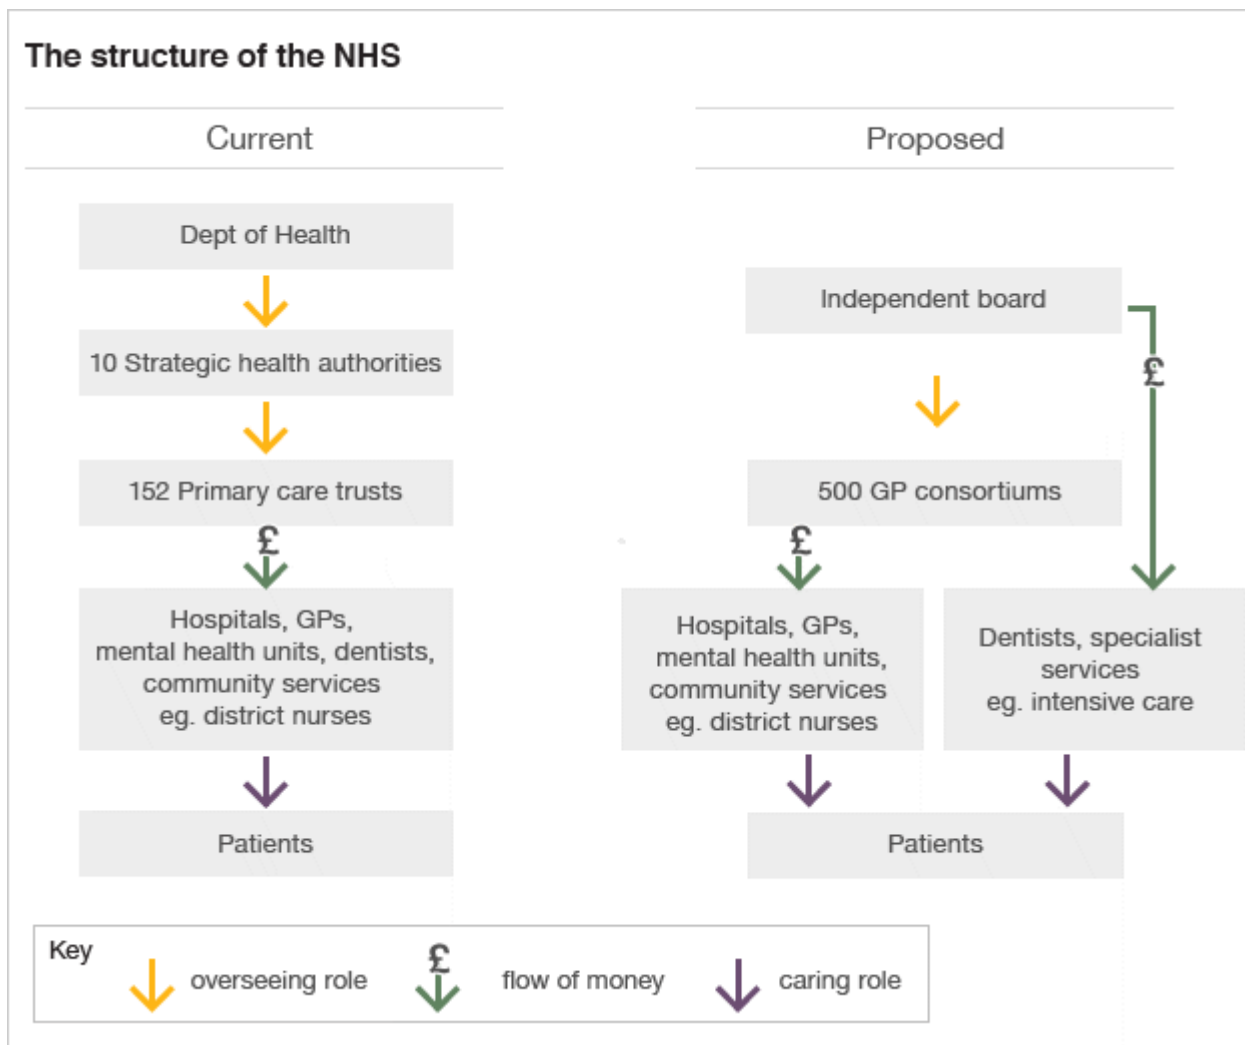 The structure of the NHS
Current
Dept of Health
10 Strategic health authorities
152 Primary care trusts
£
Hospitals, GPs,
mental health units, dentists,
community services
eg. district nurses
Patients
Proposed
Independent board
£
500 GP consortiums
£
Hospitals, GPs,
mental health units,
community services
eg. district nurses
Dentists, specialist
services
eg. intensive care
Patients
Key
overseeing role
£
flow of money
caring role